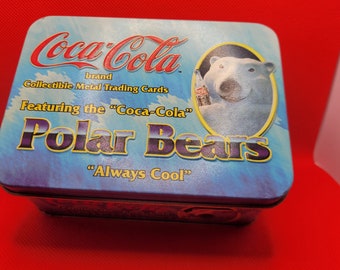 Coca-Cola
brand
Collectible Metal Trading Cards
Featuring the "Coca-Cola"
Polar Bears
"Always Cool"